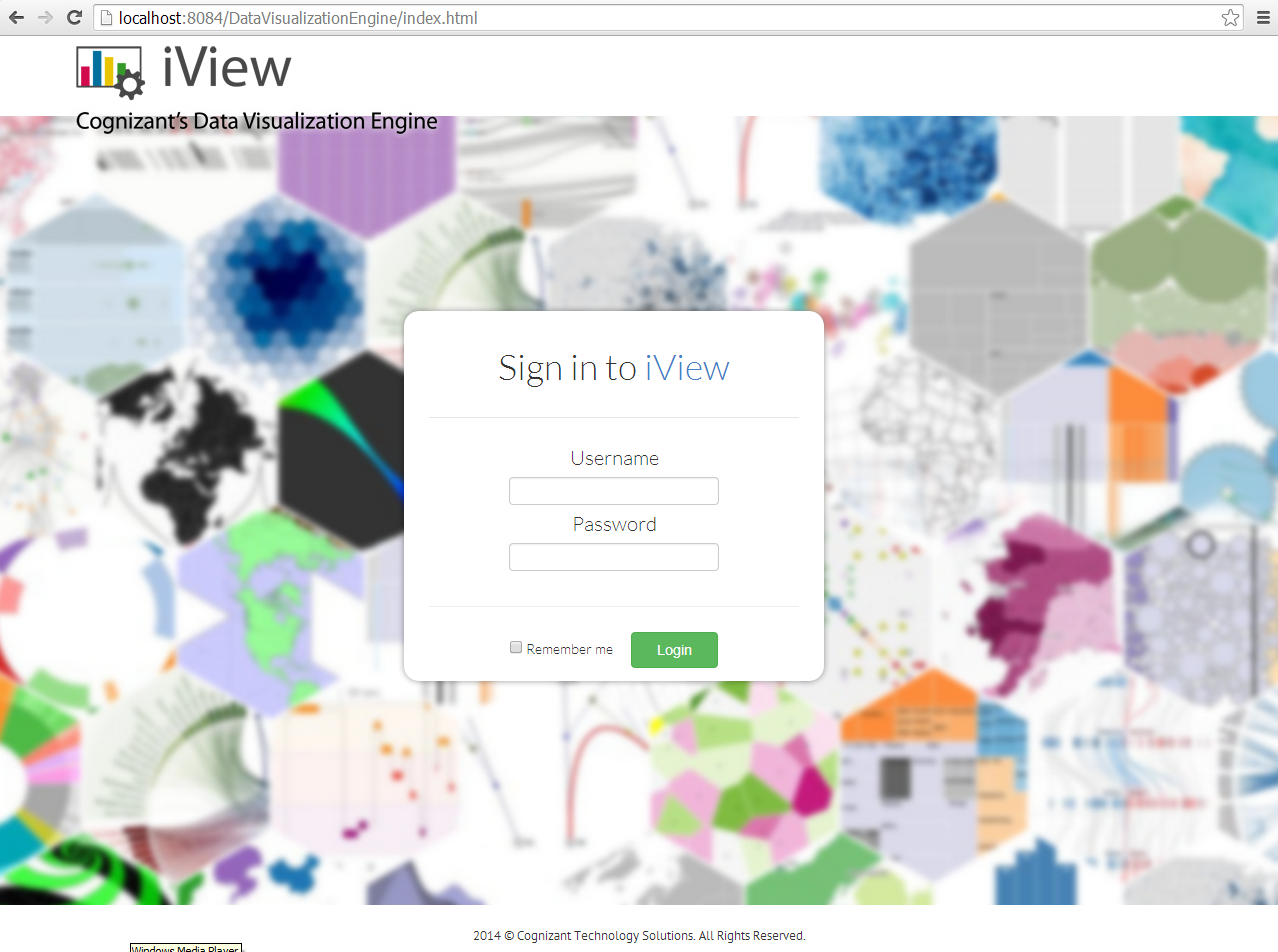 localhost:8084/DataVisualizationEngine/index.html
iView
Cognizant's Data Visualization Engine
Sign in to iView
Username
Password
Remember me
Login
2014 © Cognizant Technology Solutions. All Rights Reserved.
Windows Media Player